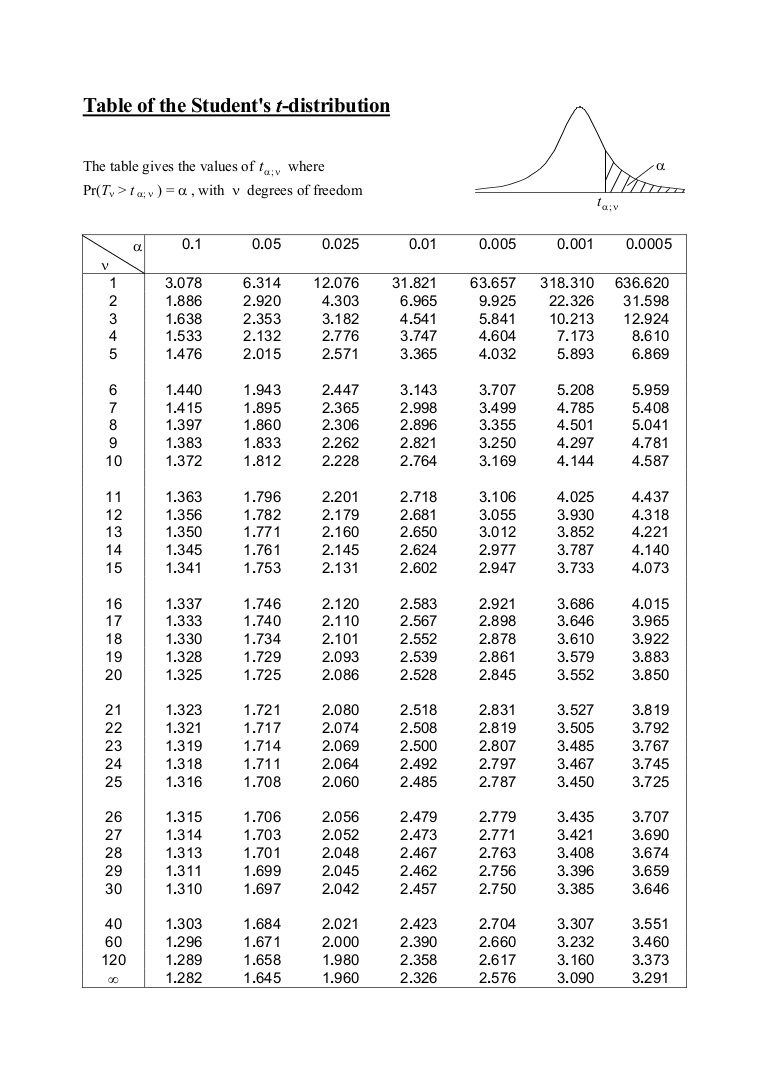 Table of the Student's t-distribution
The table gives the values of tα;ν where
Pr(Tν > tα;ν) = α , with ν degrees of freedom
α
tα;ν
α 0.1 0.05 0.025 0.01 0.005 0.001 0.0005
ν
1 3.078 6.314 12.076 31.821 63.657 318.310 636.620
2 1.886 2.920 4.303 6.965 9.925 22.326 31.598
3 1.638 2.353 3.182 4.541 5.841 10.213 12.924
4 1.533 2.132 2.776 3.747 4.604 7.173 8.610
5 1.476 2.015 2.571 3.365 4.032 5.893 6.869
6 1.440 1.943 2.447 3.143 3.707 5.208 5.959
7 1.415 1.895 2.365 2.998 3.499 4.785 5.408
8 1.397 1.860 2.306 2.896 3.355 4.501 5.041
9 1.383 1.833 2.262 2.821 3.250 4.297 4.781
10 1.372 1.812 2.228 2.764 3.169 4.144 4.587
11 1.363 1.796 2.201 2.718 3.106 4.025 4.437
12 1.356 1.782 2.179 2.681 3.055 3.930 4.318
13 1.350 1.771 2.160 2.650 3.012 3.852 4.221
14 1.345 1.761 2.145 2.624 2.977 3.787 4.140
15 1.341 1.753 2.131 2.602 2.947 3.733 4.073
16 1.337 1.746 2.120 2.583 2.921 3.686 4.015
17 1.333 1.740 2.110 2.567 2.898 3.646 3.965
18 1.330 1.734 2.101 2.552 2.878 3.610 3.922
19 1.328 1.729 2.093 2.539 2.861 3.579 3.883
20 1.325 1.725 2.086 2.528 2.845 3.552 3.850
21 1.323 1.721 2.080 2.518 2.831 3.527 3.819
22 1.321 1.717 2.074 2.508 2.819 3.505 3.792
23 1.319 1.714 2.069 2.500 2.807 3.485 3.767
24 1.318 1.711 2.064 2.492 2.797 3.467 3.745
25 1.316 1.708 2.060 2.485 2.787 3.450 3.725
26 1.315 1.706 2.056 2.479 2.779 3.435 3.707
27 1.314 1.703 2.052 2.473 2.771 3.421 3.690
28 1.313 1.701 2.048 2.467 2.763 3.408 3.674
29 1.311 1.699 2.045 2.462 2.756 3.396 3.659
30 1.310 1.697 2.042 2.457 2.750 3.385 3.646
40 1.303 1.684 2.021 2.423 2.704 3.307 3.551
60 1.296 1.671 2.000 2.390 2.660 3.232 3.460
120 1.289 1.658 1.980 2.358 2.617 3.160 3.373
∞ 1.282 1.645 1.960 2.326 2.576 3.090 3.291